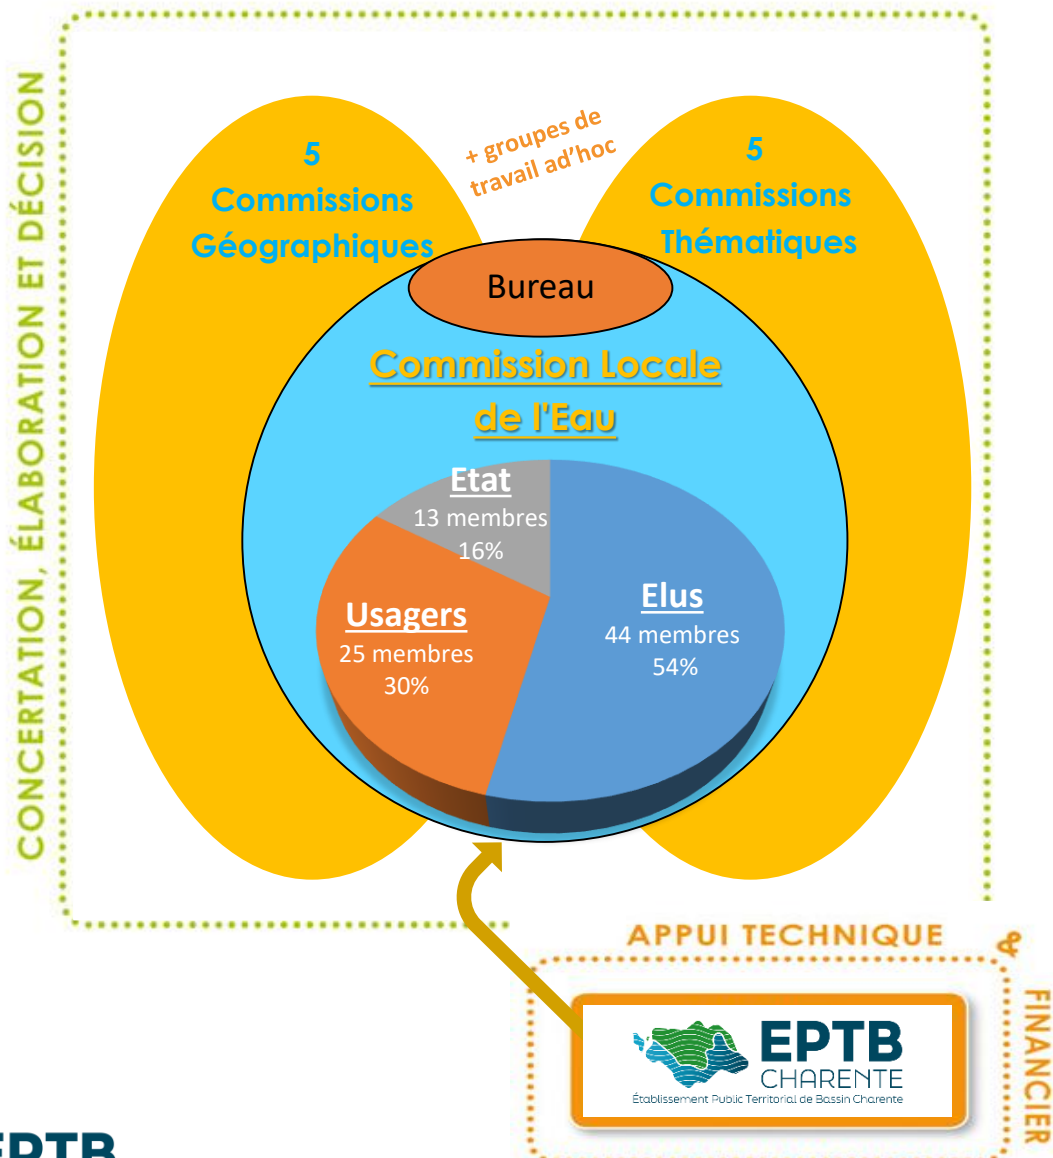 CONCERTATION, ÉLABORATION ET DÉCISION
+ groupes de
travail ad'hoc
5
Commissions
Géographiques
5
Commissions
Thématiques
Bureau
Commission Locale
de l'Eau
Etat
13 membres
16%
Elus
44 membres
54%
Usagers
25 membres
30%
APPUI TECHNIQUE
&
FINANCIER
EPTB
CHARENTE
Établissement Public Territorial de Bassin Charente
EPTB